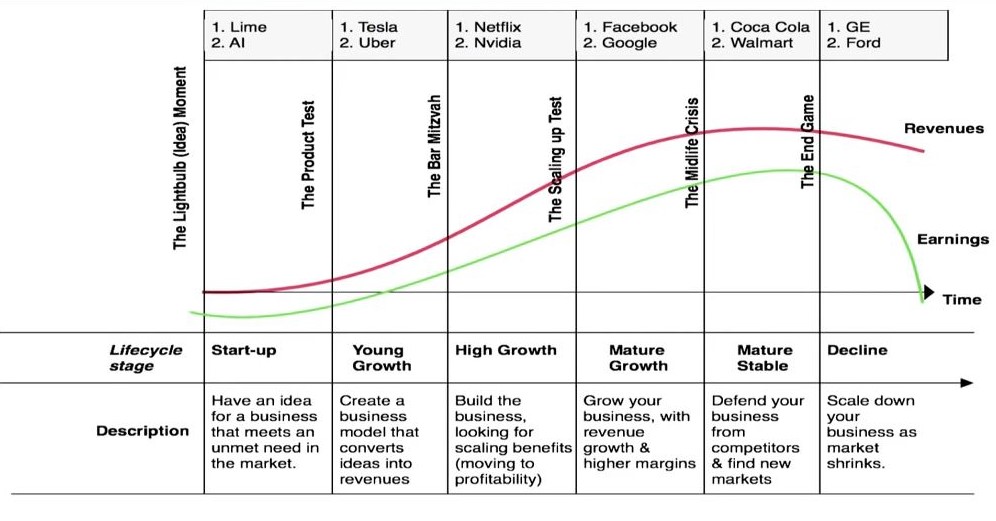 1. Lime
2. AI
1. Tesla
2. Uber
1. Netflix
2. Nvidia
1. Facebook
2. Google
1. Coca Cola
2. Walmart
1. GE
2. Ford
The Lightbulb (Idea) Moment
The Product Test
The Bar Mitzvah
The Scaling up Test
The Midlife Crisis
The End Game
Revenues
Earnings
Time
Lifecycle
stage
Start-up
Young
Growth
High Growth
Mature
Growth
Mature
Stable
Decline
Description
Have an idea
for a business
that meets an
unmet need in
the market.
Create a
business
model that
converts
ideas into
revenues
Build the
business,
looking for
scaling benefits
(moving to
profitability)
Grow your
business, with
revenue
growth &
higher margins
Defend your
business
from
competitors
& find new
markets
Scale down
your
business as
market
shrinks.